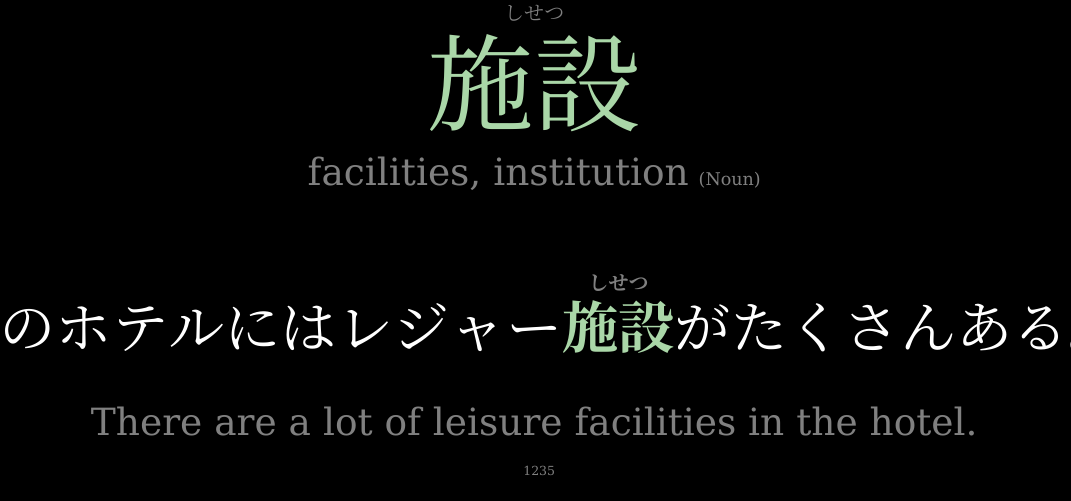 しせつ
施設
facilities, institution (Noun)
しせつ
のホテルにはレジャー施設がたくさんある
There are a lot of leisure facilities in the hotel.
1235